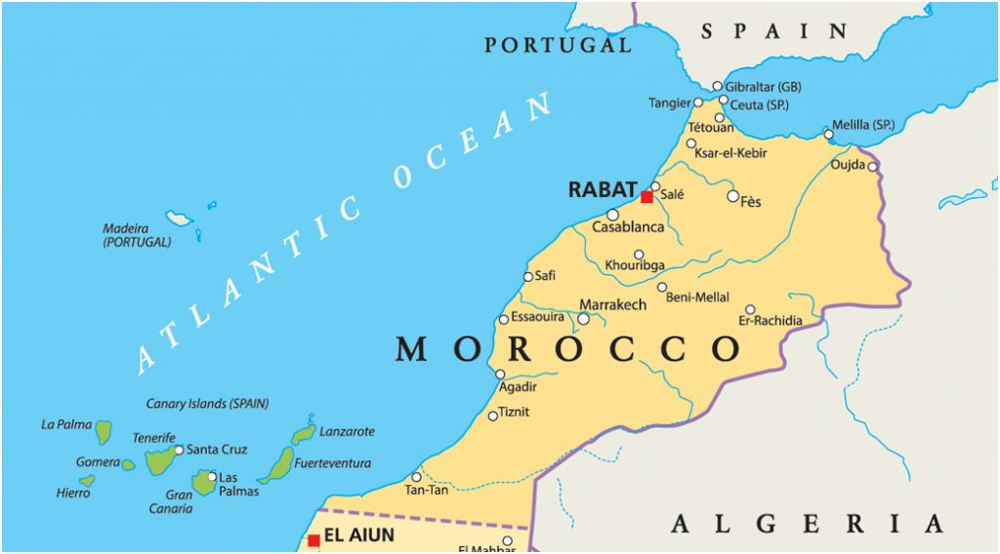 SPAIN
PORTUGAL
Gibraltar (GB)
Tangier
Ceuta (SP.)
Tétouan
Melilla (SP.)
Ksar-el-Kebir
Oujda
ATLANTIC OCEAN
RABAT
Salé
Fès
Madeira
(PORTUGAL)
Casablanca
Khouribga
Safi
Beni-Mellal
Marrakech
Essaouira
Er-Rachidia
MOROCCO
Agadir
Canary Islands (SPAIN)
Tiznit
La Palma
Lanzarote
Tenerife
Santa Cruz
Gomera
Fuerteventura
Las
Palmas
Hierro
Gran
Canaria
Tan-Tan
ALGERIA
EL AIUN
El Mahbas